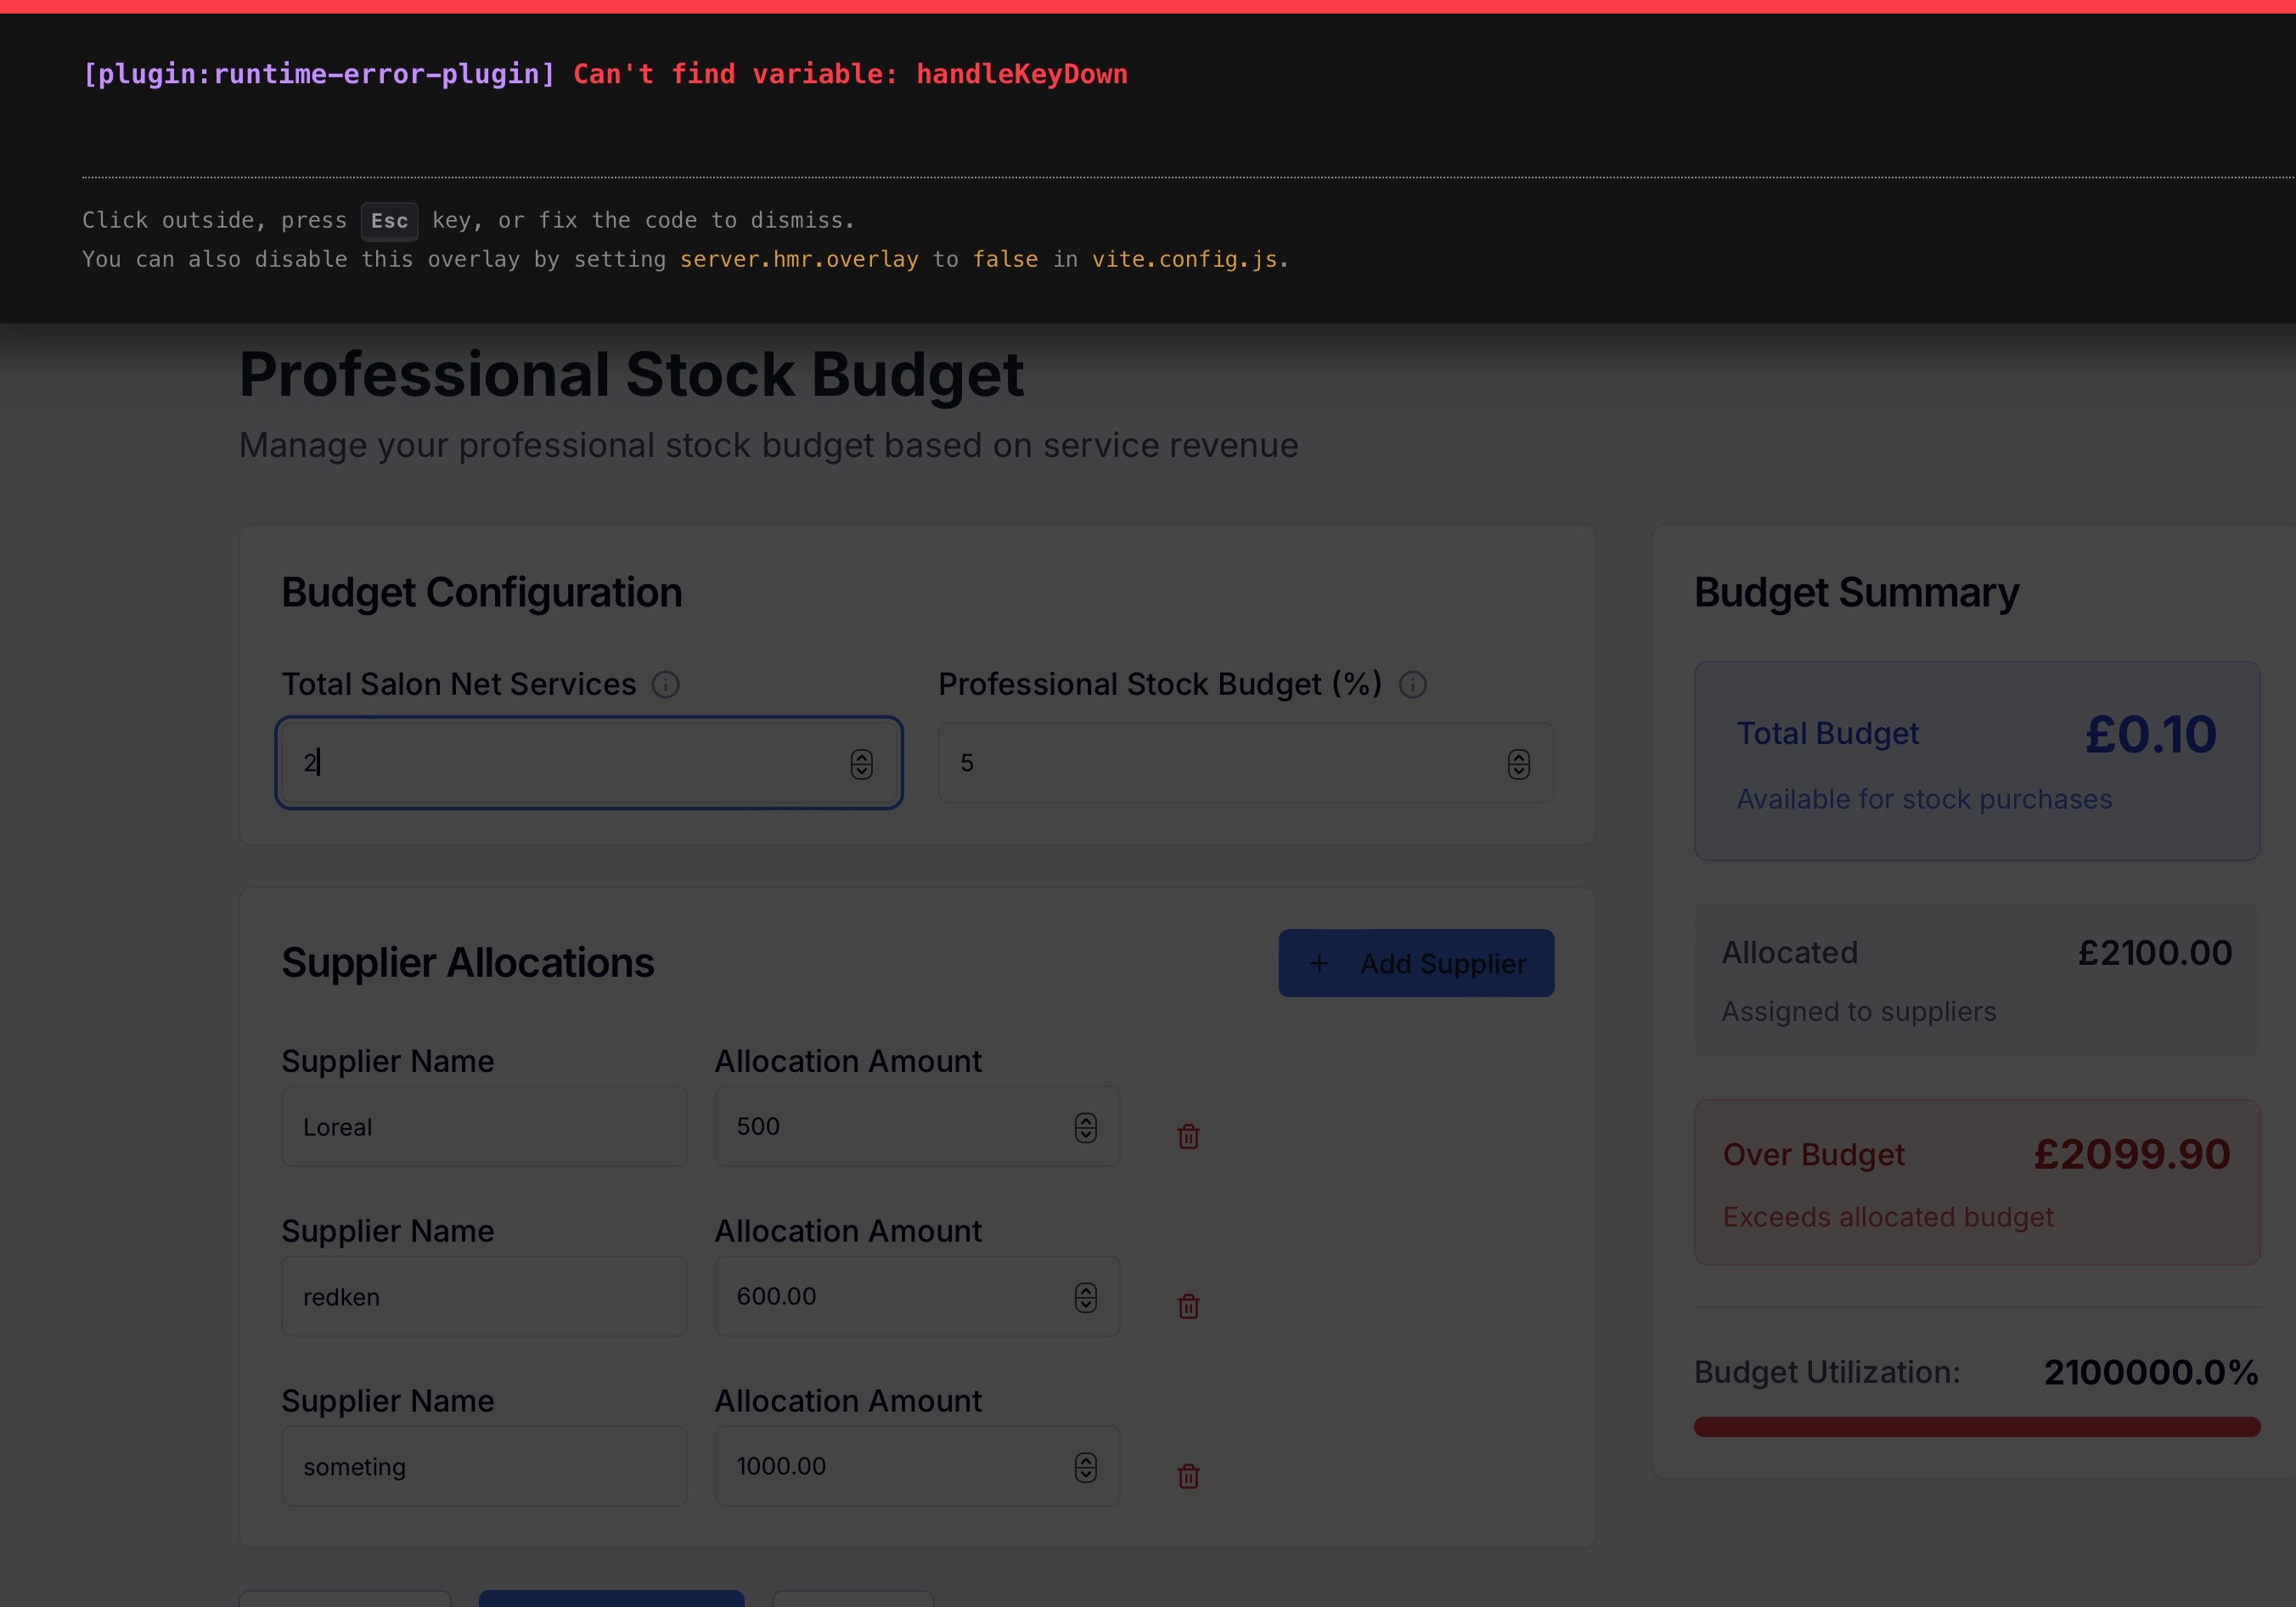 [plugin:runtime-error-plugin] Can't find variable: handleKeyDown
Click outside, press Esc key, or fix the code to dismiss.
You can also disable this overlay by setting server.hmr.overlay to false in vite.config.js.
Professional Stock Budget
Manage your professional stock budget based on service revenue
Budget Configuration
Total Salon Net Services
Professional Stock Budget (%)
2
5
Supplier Allocations
+ Add Supplier
Supplier Name
Allocation Amount
Loreal
500
Supplier Name
Allocation Amount
redken
600.00
Supplier Name
Allocation Amount
someting
1000.00
Budget Summary
Total Budget
£0.10
Available for stock purchases
Allocated
£2100.00
Assigned to suppliers
Over Budget
£2099.90
Exceeds allocated budget
Budget Utilization:
2100000.0%